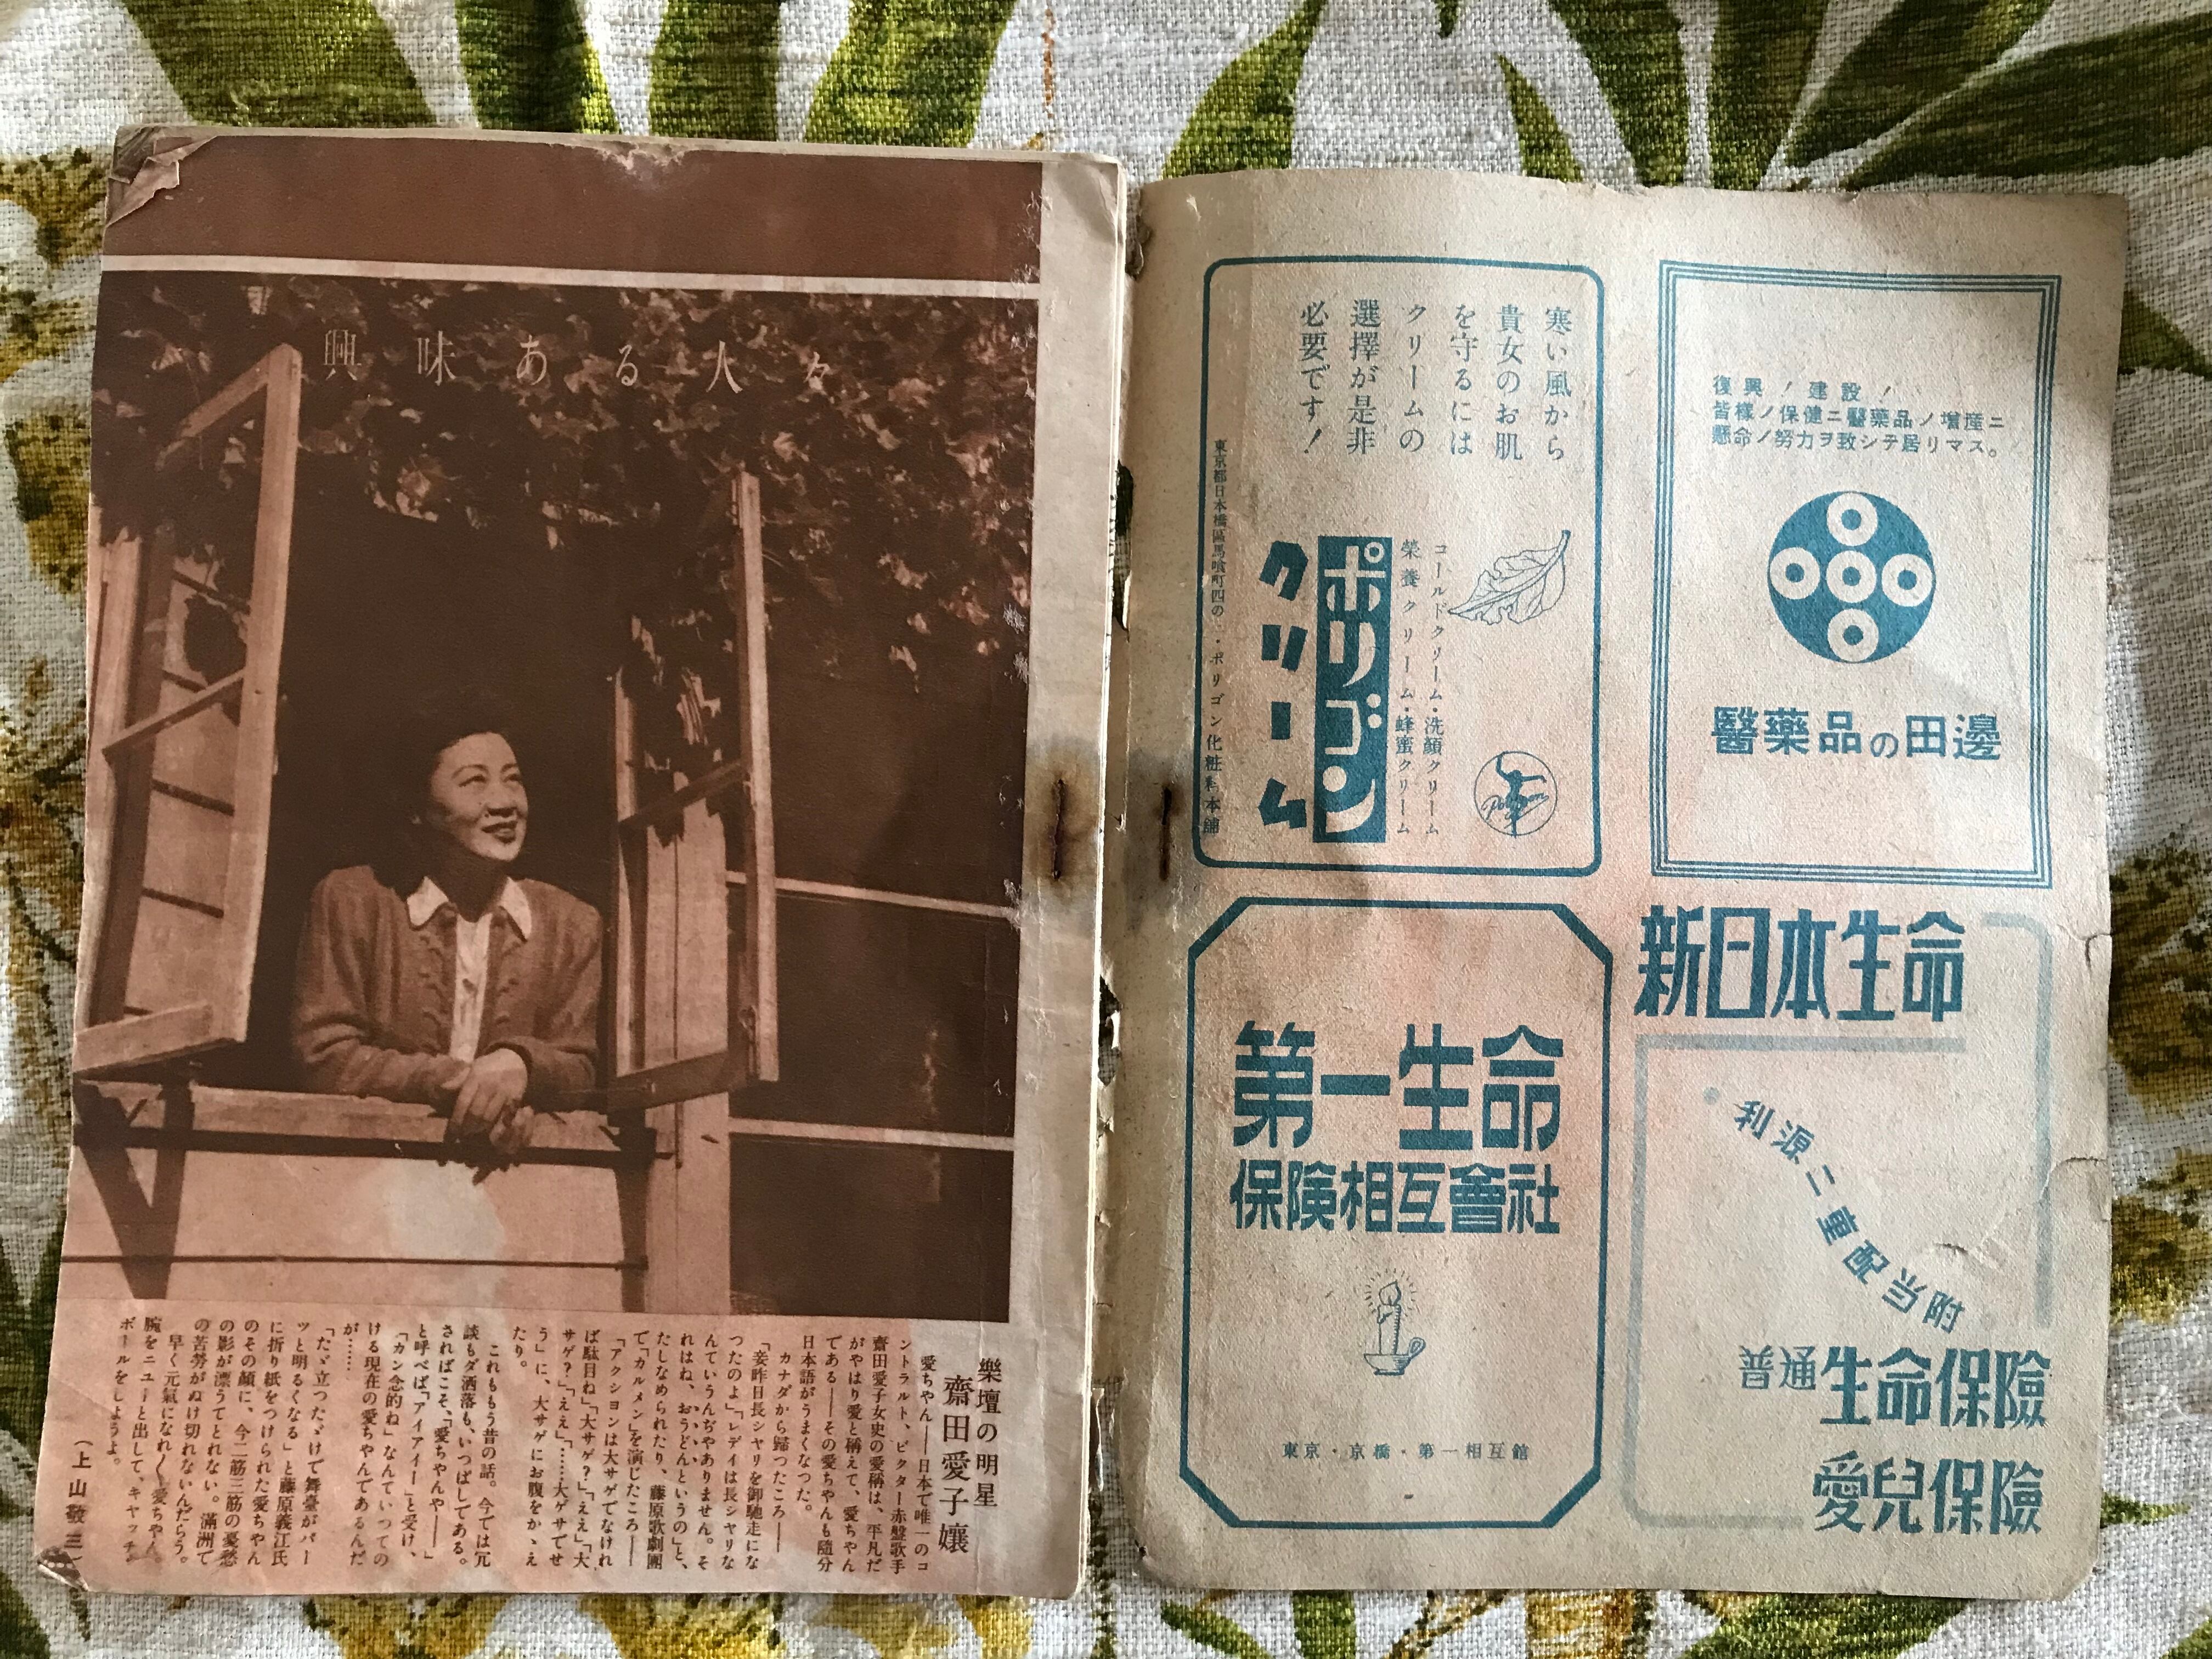 興味ある人々
樂壇の明星
齋田愛子孃
愛ちやん――日本で唯一のコ
ントラルト、ビクター赤盤歌手
齋田愛子女史の愛稱は、平凡だ
がやはり愛と稱えて、愛ちやん
である――その愛ちやんも隨分
日本語がうまくなつた。
カナダから歸つたころ――
「妾昨日長シャリを御馳走にな
つたのよ」「レデイは長シャリな
んていうんぢやありません。そ
れはね、おうどんというの」と、
たしなめられたり、藤原歌劇團
で「カルメン」を演じたころ――
「アクシヨンは大サゲでなけれ
ば駄目ね」「大サゲ?」「ええ」「大
サゲ?」「ええ」「……大ゲサでせ
う」に、大サゲにお腹をかゝえ
たり。
これももう昔の話。今では冗
談もダ洒落も、いつぱしである。
さればこそ、「愛ちやんや――」
と呼べば「アイアイー」と受け、
「カン念的ね」なんていつての
ける現在の愛ちやんであるんだ
が……
「たゞ立つたゞけで舞臺がパー
ツと明るくなる」と藤原義江氏
に折り紙をつけられた愛ちやん
のその顏に、今二筋三筋の憂愁
の影が漂うてとれない。滿洲で
の苦勞がぬけ切れないんだらう。
早く元氣になれ〱愛ちやん。
腕をニユーと出して、キヤツチ
ボールをしようよ。
（上山敬三）
寒い風から
貴女のお肌
を守るには
クリームの
選擇が是非
必要です！
コールドクリーム・洗顏クリーム
榮養クリーム・蜂蜜クリーム
ポリゴン
クリーム
東京都日本橋區馬喰町四の・ポリゴン化粧料本舖
復興！建設！
皆樣ノ保健ニ醫藥品ノ增産ニ
懸命ノ努力ヲ致シテ居リマス。
醫藥品の田邊
第一生命
保険相互會社
東京・京橋・第一相互館
新日本生命
利源二重配当附
普通生命保險
愛兒保險